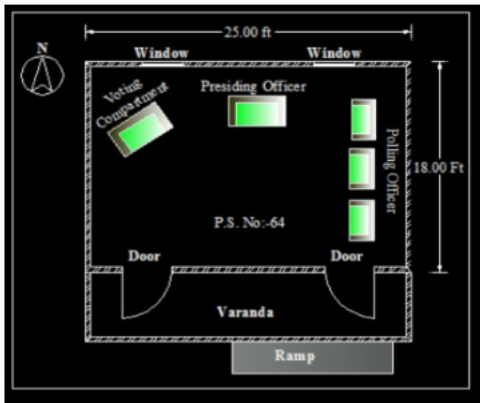 25.00 ft
N
Window
Window
Voting
Compartment
Presiding Officer
Polling Officer
18.00 Ft
P.S. No:-64
Door
Door
Varanda
Ramp